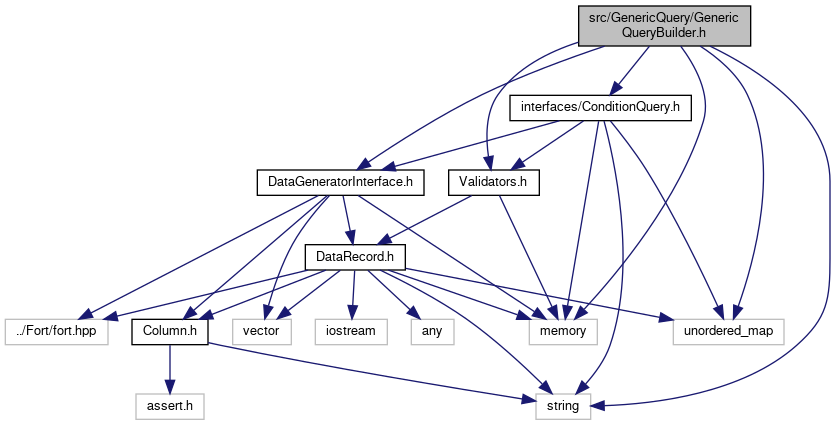 src/GenericQuery/Generic
QueryBuilder.h
interfaces/ConditionQuery.h
DataGeneratorInterface.h
Validators.h
DataRecord.h
../Fort/fort.hpp
Column.h
vector
iostream
any
memory
unordered_map
assert.h
string